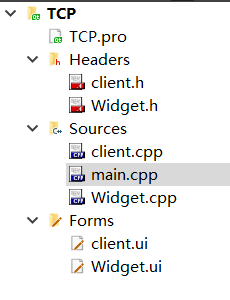 TCP
TCP.pro
Headers
client.h
Widget.h
Sources
client.cpp
main.cpp
Widget.cpp
Forms
client.ui
Widget.ui